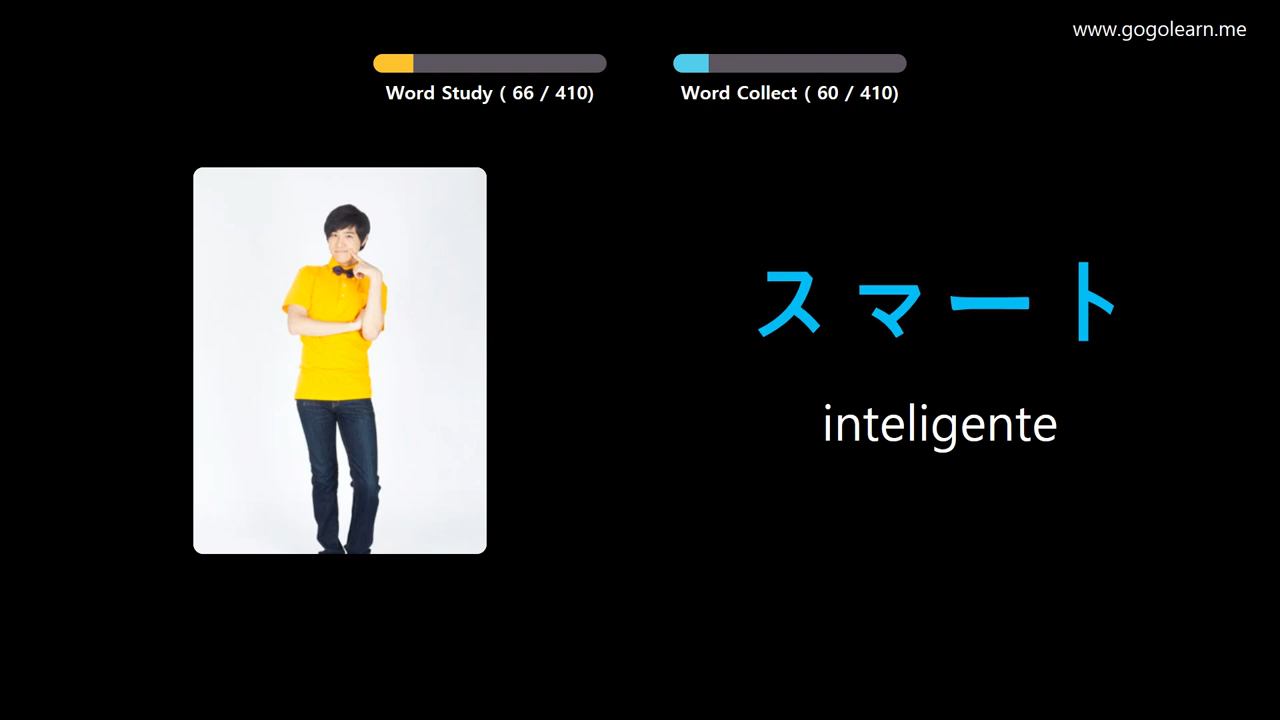 www.gogolearn.me
Word Study ( 66 / 410)
Word Collect ( 60 / 410)
スマート
inteligente